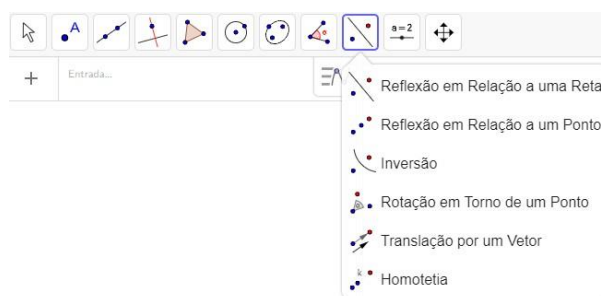 A
a=2
Entrada...
Reflexão em Relação a uma Reta
Reflexão em Relação a um Ponto
Inversão
Rotação em Torno de um Ponto
Translação por um Vetor
Homotetia